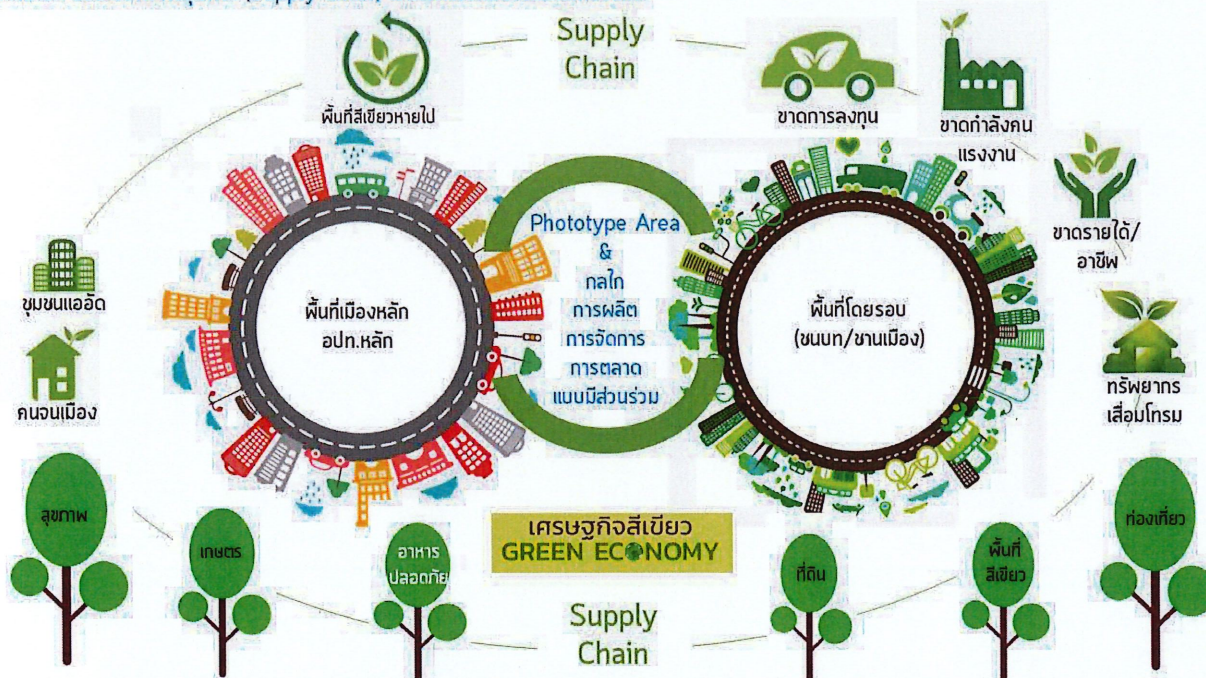 (Supply
Supply
Chain
พื้นที่สีเขียวหายไป
ขาดการลงทุน
ขาดกำลังคน
แรงงาน
ขาดรายได้/
อาชีพ
ชุมชนแออัด
คนจนเมือง
พื้นที่เมืองหลัก
อปท.หลัก
Phototype Area
&
กลไก
การผลิต
การจัดการ
การตลาด
แบบมีส่วนร่วม
พื้นที่โดยรอบ
(ชนบท/ชานเมือง)
ทรัพยากร
เสื่อมโทรม
สุขภาพ
เกษตร
อาหาร
ปลอดภัย
เศรษฐกิจสีเขียว
GREEN ECONOMY
ที่ดิน
พื้นที่
สีเขียว
ท่องเที่ยว
Supply
Chain